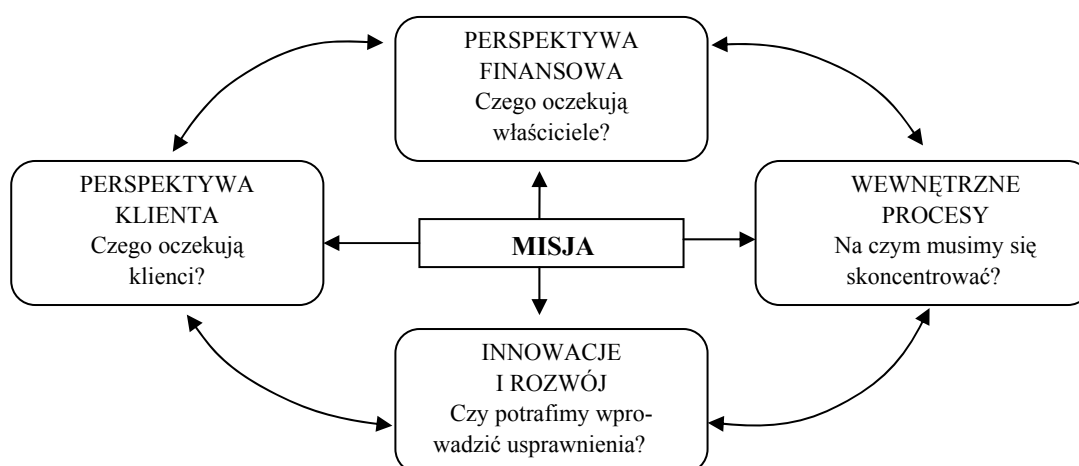 PERSPEKTYWA
FINANSOWA
Czego oczekują
właściciele?
PERSPEKTYWA
KLIENTA
Czego oczekują
klienci?
MISJA
WEWNĘTRZNE
PROCESY
Na czym musimy się
skoncentrować?
INNOWACJE
I ROZWÓJ
Czy potrafimy wpro-
wadzić usprawnienia?